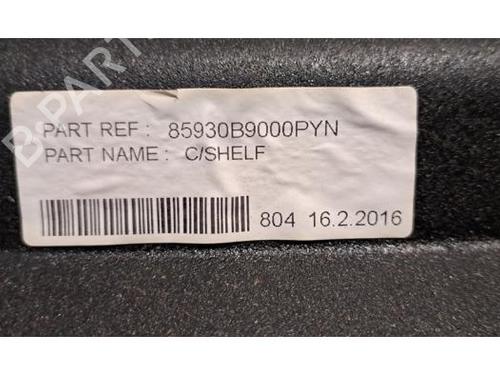 PART REF : 85930B9000PYN
PART NAME : C/SHELF
804 16.2.2016